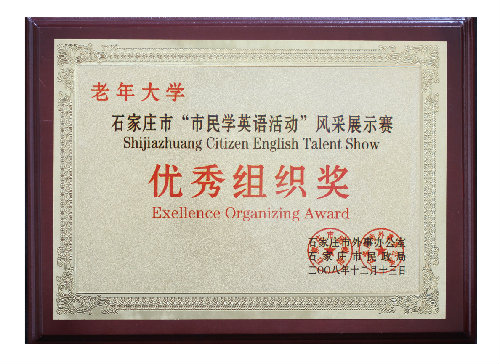 老年大学
石家庄市“市民学英语活动”风采展示赛
Shijiazhuang Citizen English Talent Show
优秀组织奖
Exellence Organizing Award
石家庄市外事办公室
石家庄市民政局
二〇〇八年十二月十三日